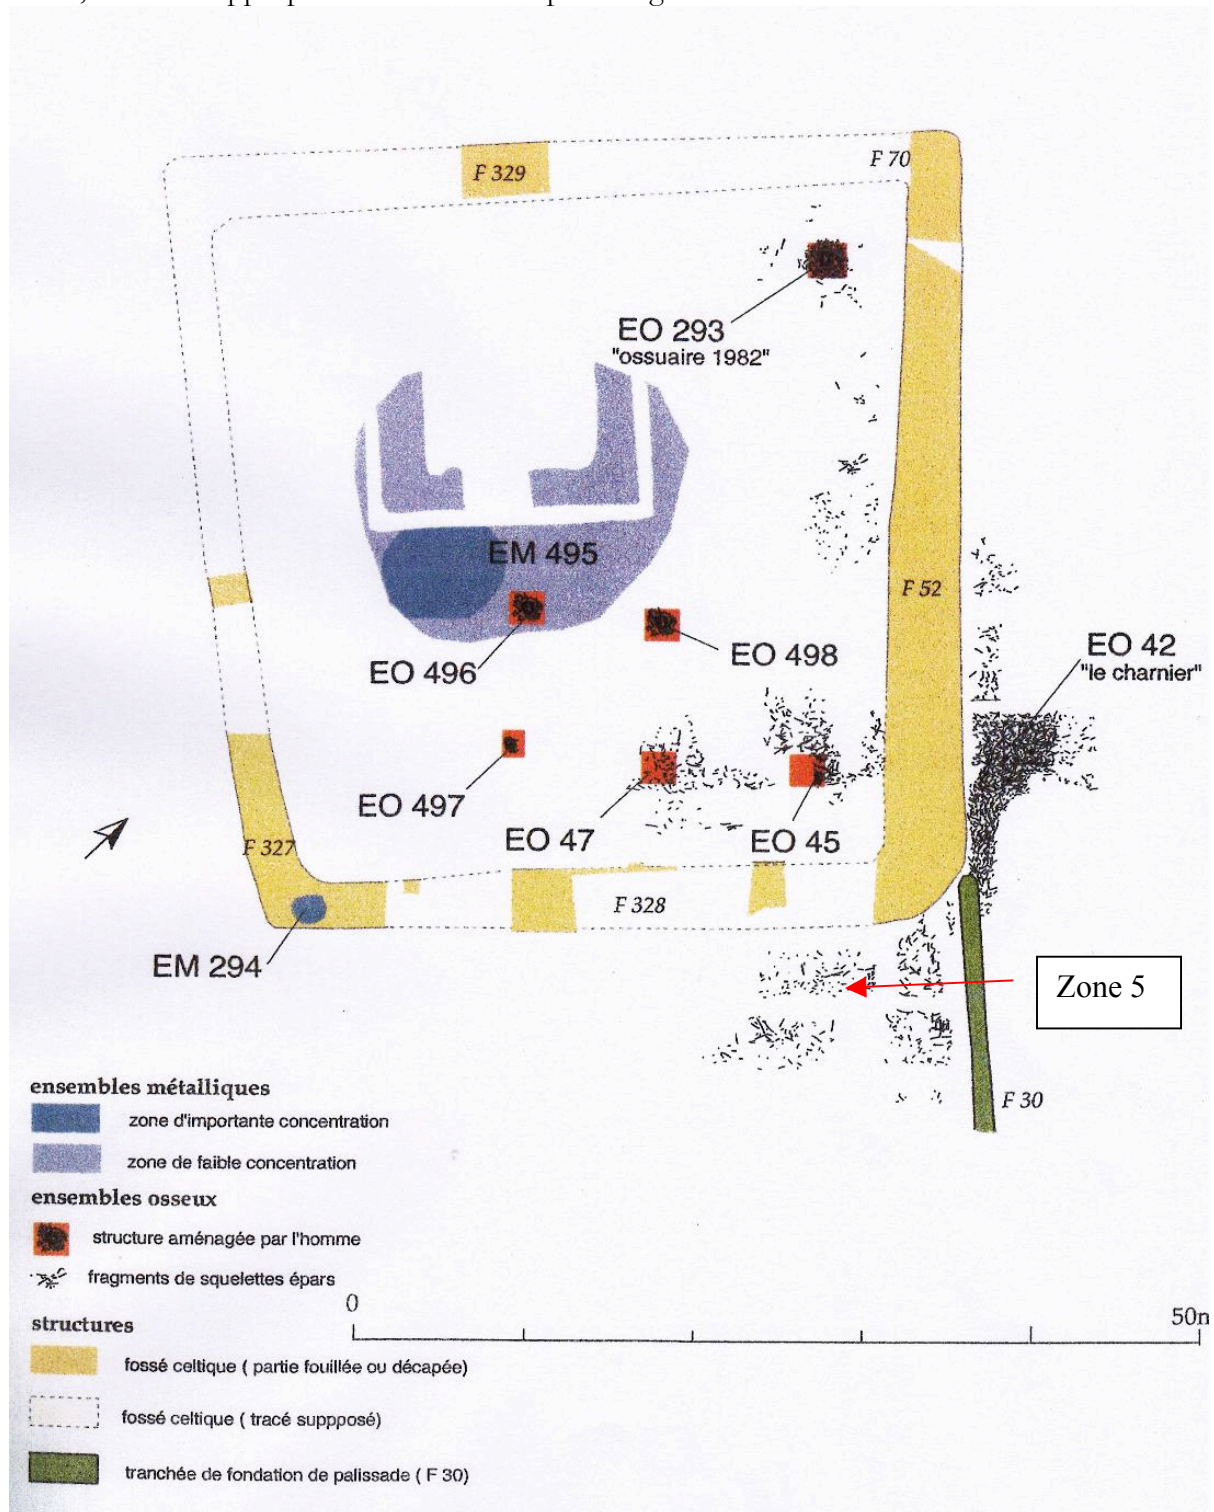 F 329
F 70
EO 293
"ossuaire 1982"
EM 495
F 52
EO 496
EO 498
EO 42
"le charnier"
EO 497
EO 47
EO 45
F 327
F 328
EM 294
Zone 5
F 30
ensembles métalliques
zone d'importante concentration
zone de faible concentration
ensembles osseux
structure aménagée par l'homme
fragments de squelettes épars
structures
0
50m
fossé celtique ( partie fouillée ou décapée)
fossé celtique ( tracé suppposé)
tranchée de fondation de palissade ( F 30)